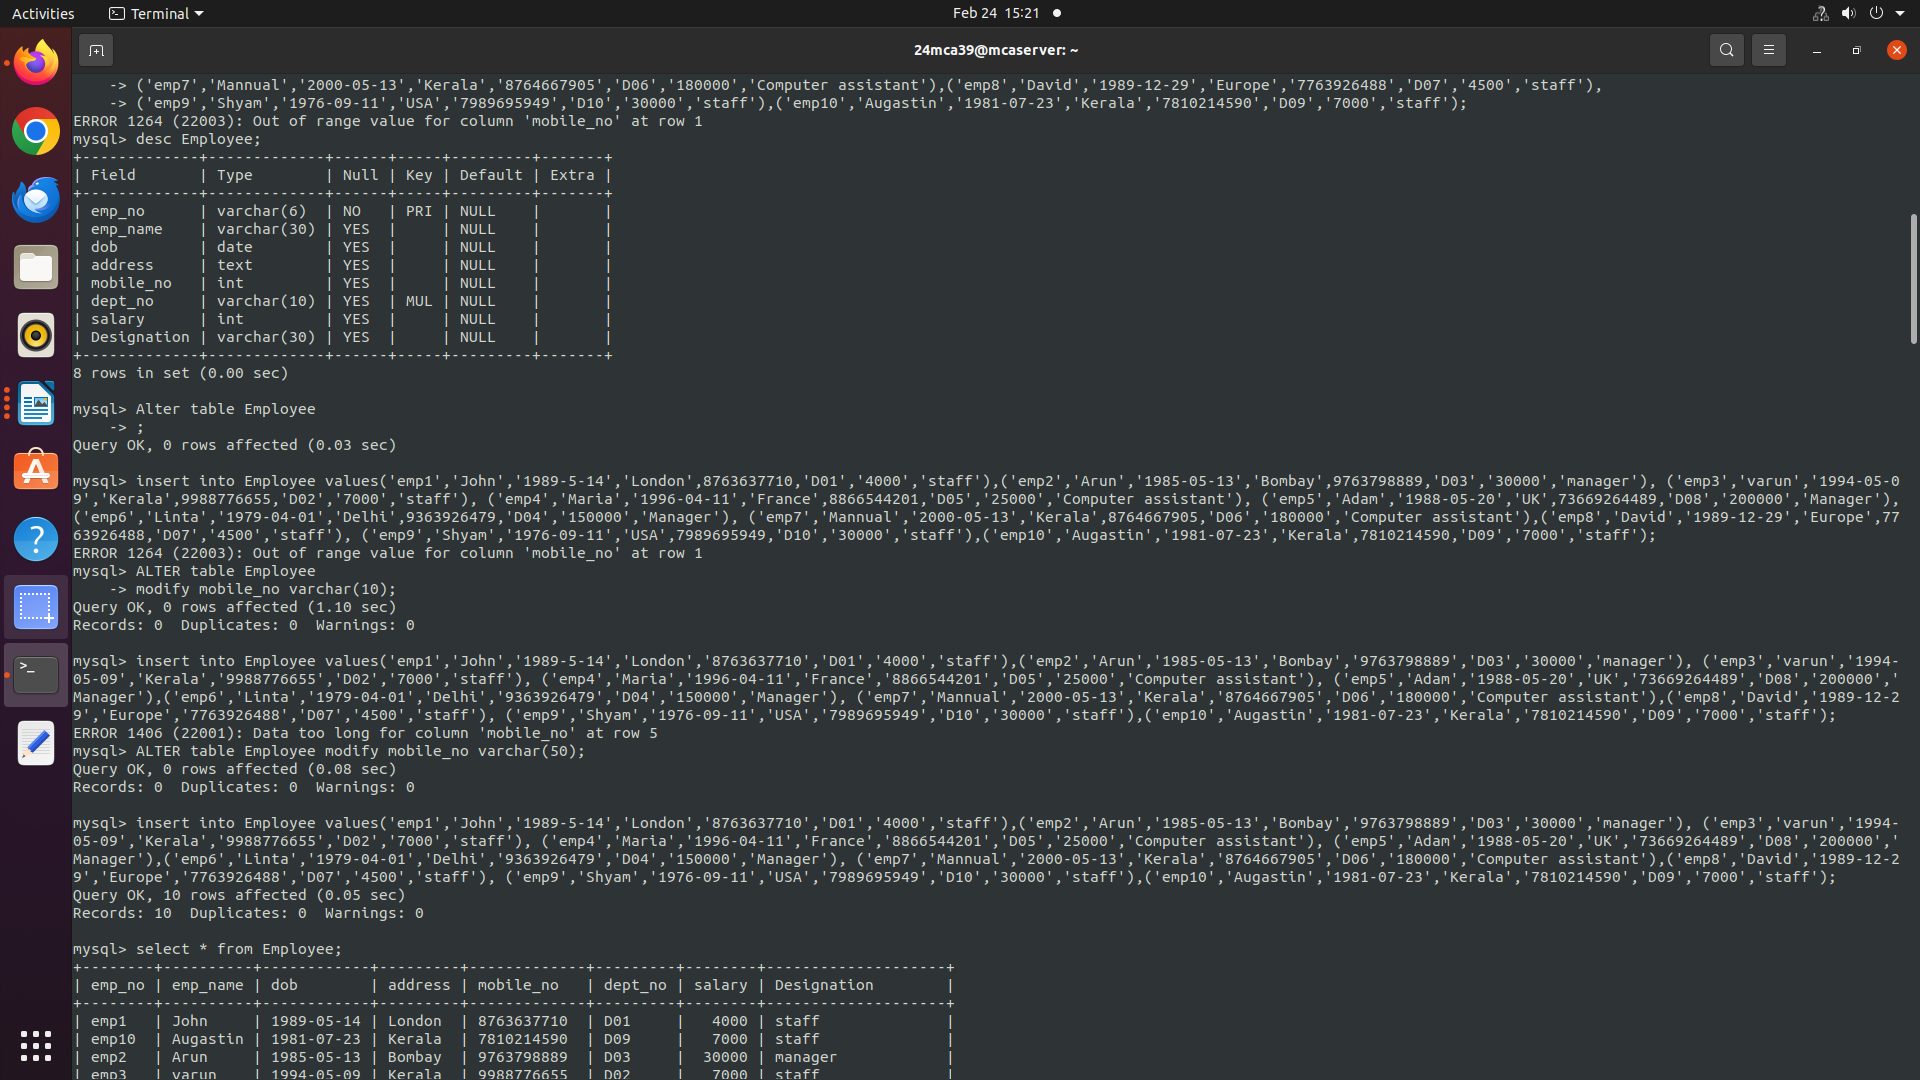 Activities
Terminal
Feb 24 15:21
24mca39@mcaserver: ~
    -> ('emp7','Mannual','2000-05-13','Kerala','8764667905','D06','180000','Computer assistant'),('emp8','David','1989-12-29','Europe','7763926488','D07','4500','staff'),
    -> ('emp9','Shyam','1976-09-11','USA','7989695949','D10','30000','staff'),('emp10','Augastin','1981-07-23','Kerala','7810214590','D09','7000','staff');
ERROR 1264 (22003): Out of range value for column 'mobile_no' at row 1
mysql> desc Employee;
+-------------+-------------+------+-----+---------+-------+
| Field       | Type        | Null | Key | Default | Extra |
+-------------+-------------+------+-----+---------+-------+
| emp_no      | varchar(6)  | NO   | PRI | NULL    |       |
| emp_name    | varchar(30) | YES  |     | NULL    |       |
| dob         | date        | YES  |     | NULL    |       |
| address     | text        | YES  |     | NULL    |       |
| mobile_no   | int         | YES  |     | NULL    |       |
| dept_no     | varchar(10) | YES  | MUL | NULL    |       |
| salary      | int         | YES  |     | NULL    |       |
| Designation | varchar(30) | YES  |     | NULL    |       |
+-------------+-------------+------+-----+---------+-------+
8 rows in set (0.00 sec)
mysql> Alter table Employee
    -> ;
Query OK, 0 rows affected (0.03 sec)
mysql> insert into Employee values('emp1','John','1989-5-14','London',8763637710,'D01','4000','staff'),('emp2','Arun','1985-05-13','Bombay',9763798889,'D03','30000','manager'), ('emp3','varun','1994-05-0
9','Kerala',9988776655,'D02','7000','staff'), ('emp4','Maria','1996-04-11','France',8866544201,'D05','25000','Computer assistant'), ('emp5','Adam','1988-05-20','UK',73669264489,'D08','200000','Manager'),
('emp6','Linta','1979-04-01','Delhi',9363926479,'D04','150000','Manager'), ('emp7','Mannual','2000-05-13','Kerala',8764667905,'D06','180000','Computer assistant'),('emp8','David','1989-12-29','Europe',77
63926488,'D07','4500','staff'), ('emp9','Shyam','1976-09-11','USA',7989695949,'D10','30000','staff'),('emp10','Augastin','1981-07-23','Kerala',7810214590,'D09','7000','staff');
ERROR 1264 (22003): Out of range value for column 'mobile_no' at row 1
mysql> ALTER table Employee
    -> modify mobile_no varchar(10);
Query OK, 0 rows affected (1.10 sec)
Records: 0  Duplicates: 0  Warnings: 0
mysql> insert into Employee values('emp1','John','1989-5-14','London','8763637710','D01','4000','staff'),('emp2','Arun','1985-05-13','Bombay','9763798889','D03','30000','manager'), ('emp3','varun','1994-
05-09','Kerala','9988776655','D02','7000','staff'), ('emp4','Maria','1996-04-11','France','8866544201','D05','25000','Computer assistant'), ('emp5','Adam','1988-05-20','UK','73669264489','D08','200000','
Manager'),('emp6','Linta','1979-04-01','Delhi','9363926479','D04','150000','Manager'), ('emp7','Mannual','2000-05-13','Kerala','8764667905','D06','180000','Computer assistant'),('emp8','David','1989-12-2
9','Europe','7763926488','D07','4500','staff'), ('emp9','Shyam','1976-09-11','USA','7989695949','D10','30000','staff'),('emp10','Augastin','1981-07-23','Kerala','7810214590','D09','7000','staff');
ERROR 1406 (22001): Data too long for column 'mobile_no' at row 5
mysql> ALTER table Employee modify mobile_no varchar(50);
Query OK, 0 rows affected (0.08 sec)
Records: 0  Duplicates: 0  Warnings: 0
mysql> insert into Employee values('emp1','John','1989-5-14','London','8763637710','D01','4000','staff'),('emp2','Arun','1985-05-13','Bombay','9763798889','D03','30000','manager'), ('emp3','varun','1994-
05-09','Kerala','9988776655','D02','7000','staff'), ('emp4','Maria','1996-04-11','France','8866544201','D05','25000','Computer assistant'), ('emp5','Adam','1988-05-20','UK','73669264489','D08','200000','
Manager'),('emp6','Linta','1979-04-01','Delhi','9363926479','D04','150000','Manager'), ('emp7','Mannual','2000-05-13','Kerala','8764667905','D06','180000','Computer assistant'),('emp8','David','1989-12-2
9','Europe','7763926488','D07','4500','staff'), ('emp9','Shyam','1976-09-11','USA','7989695949','D10','30000','staff'),('emp10','Augastin','1981-07-23','Kerala','7810214590','D09','7000','staff');
Query OK, 10 rows affected (0.05 sec)
Records: 10  Duplicates: 0  Warnings: 0
mysql> select * from Employee;
+--------+----------+------------+---------+-------------+---------+--------+--------------------+
| emp_no | emp_name | dob        | address | mobile_no   | dept_no | salary | Designation        |
+--------+----------+------------+---------+-------------+---------+--------+--------------------+
| emp1   | John     | 1989-05-14 | London  | 8763637710  | D01     |   4000 | staff              |
| emp10  | Augastin | 1981-07-23 | Kerala  | 7810214590  | D09     |   7000 | staff              |
| emp2   | Arun     | 1985-05-13 | Bombay  | 9763798889  | D03     |  30000 | manager            |
| emp3   | varun    | 1994-05-09 | Kerala  | 9988776655  | D02     |   7000 | staff              |